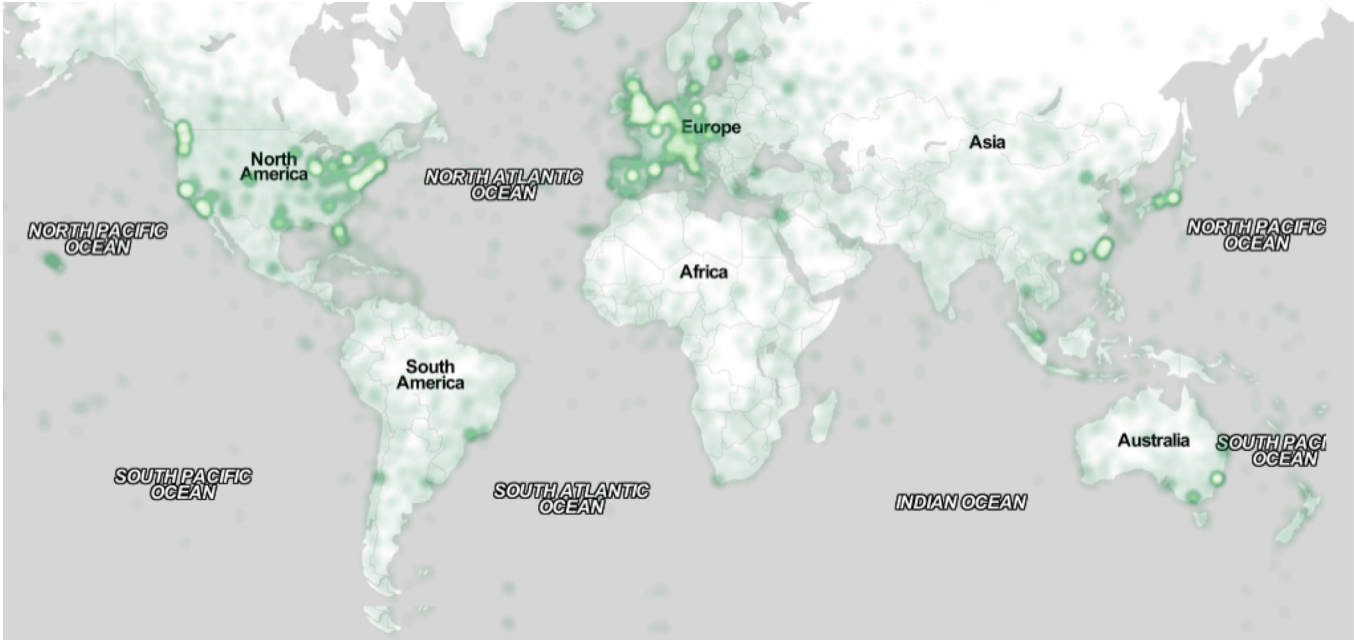 Europe
Asia
North
America
NORTH ATLANTIC
OCEAN
NORTH PACIFIC
OCEAN
NORTH PACIFIC
OCEAN
Africa
South
America
Australia
SOUTH PACI
OCEAN
SOUTH PACIFIC
OCEAN
SOUTH ATLANTIC
OCEAN
INDIAN OCEAN